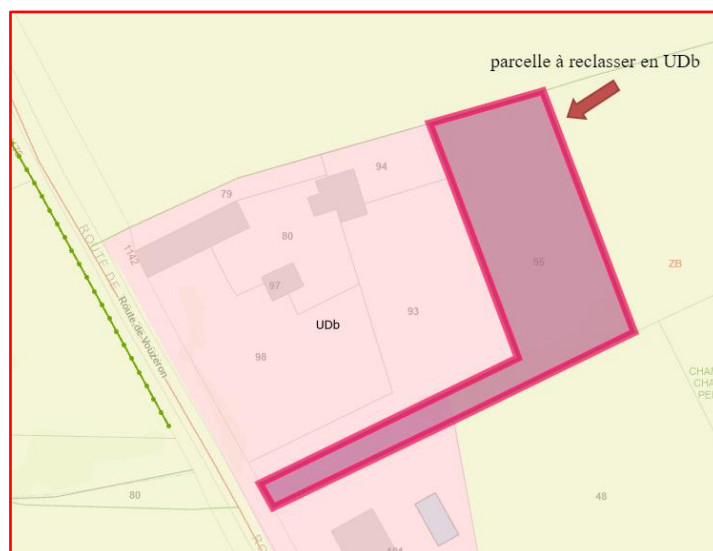 parcelle à reclasser en UDb
94
79
80
1142
95
ZB
97
93
UDb
ROUTE DE
Route de Vouzéron
98
80
48